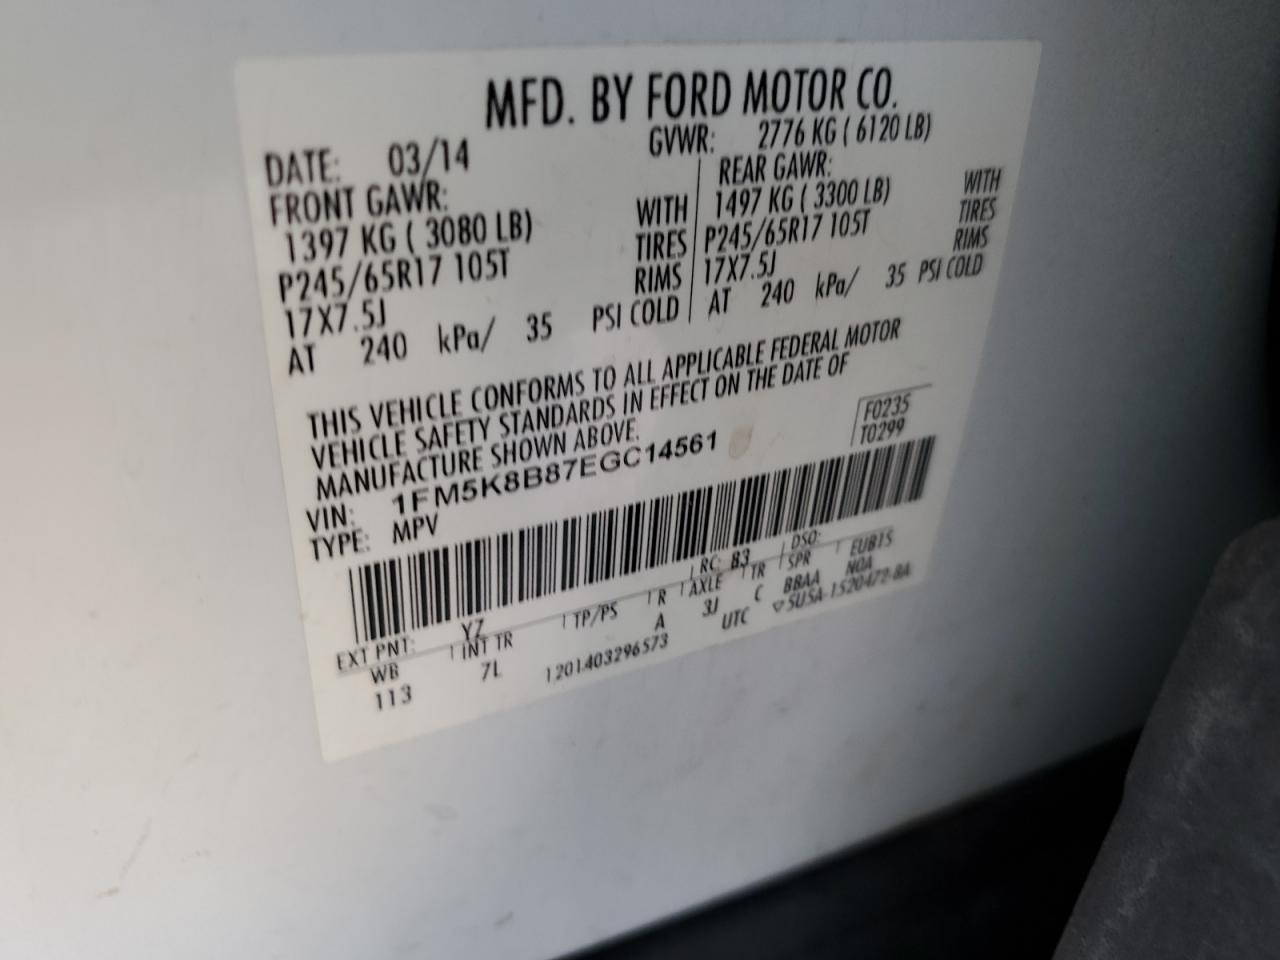 MFD. BY FORD MOTOR CO.
DATE: 03/14
GVWR: 2776 KG ( 6120 LB)
FRONT GAWR:
1397 KG ( 3080 LB) WITH
P245/65R17 105T TIRES
17X7.5J RIMS
AT 240 kPa/ 35 PSI COLD
REAR GAWR:
1497 KG ( 3300 LB) WITH
P245/65R17 105T TIRES
17X7.5J RIMS
AT 240 kPa/ 35 PSI COLD
THIS VEHICLE CONFORMS TO ALL APPLICABLE FEDERAL MOTOR
VEHICLE SAFETY STANDARDS IN EFFECT ON THE DATE OF
MANUFACTURE SHOWN ABOVE.
F0235
T0299
VIN: 1FM5K8B87EGC14561
TYPE: MPV
EXT PNT: YZ RC: B3 DSO:
WB INT TR TP/PS R AXLE TR SPR EUB15
113 7L A 3J C BBAA NOA
1201403296573 UTC ▽5U5A-1520472-BA